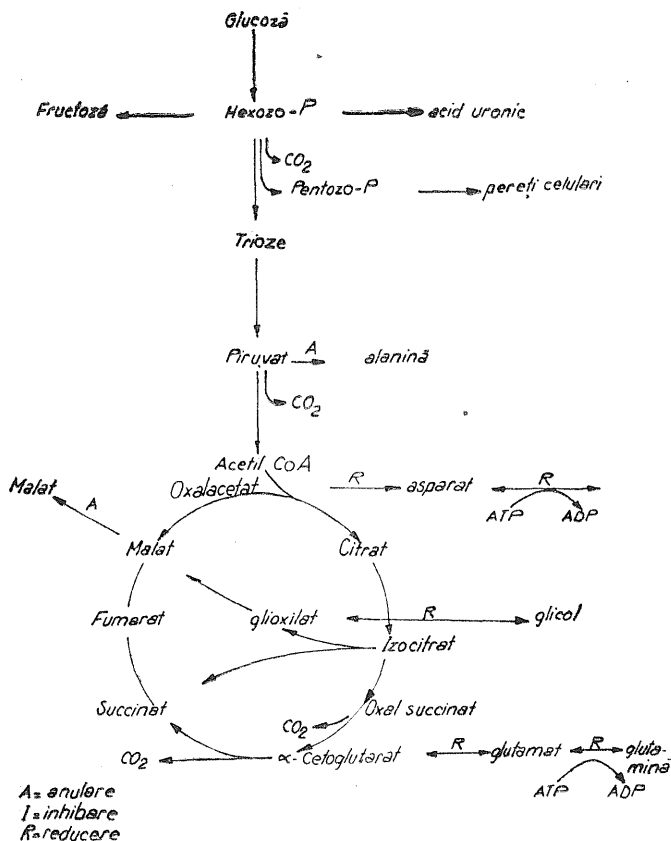 Glucoză
Fructoză Hexozo-P acid uronic
CO2
Pentozo-P pereţi celulari
Trioze
Piruvat A alanină
CO2
Acetil CoA
Oxalacetat R asparat R
Malat A ATP ADP
Malat Citrat
Fumarat glioxilat R glicol
Izocitrat
Succinat Oxal succinat
CO2
CO2 α-Cetoglutarat R glutamat R gluta-
mină
ATP ADP
A= anulare
I=inhibare
R=reducere